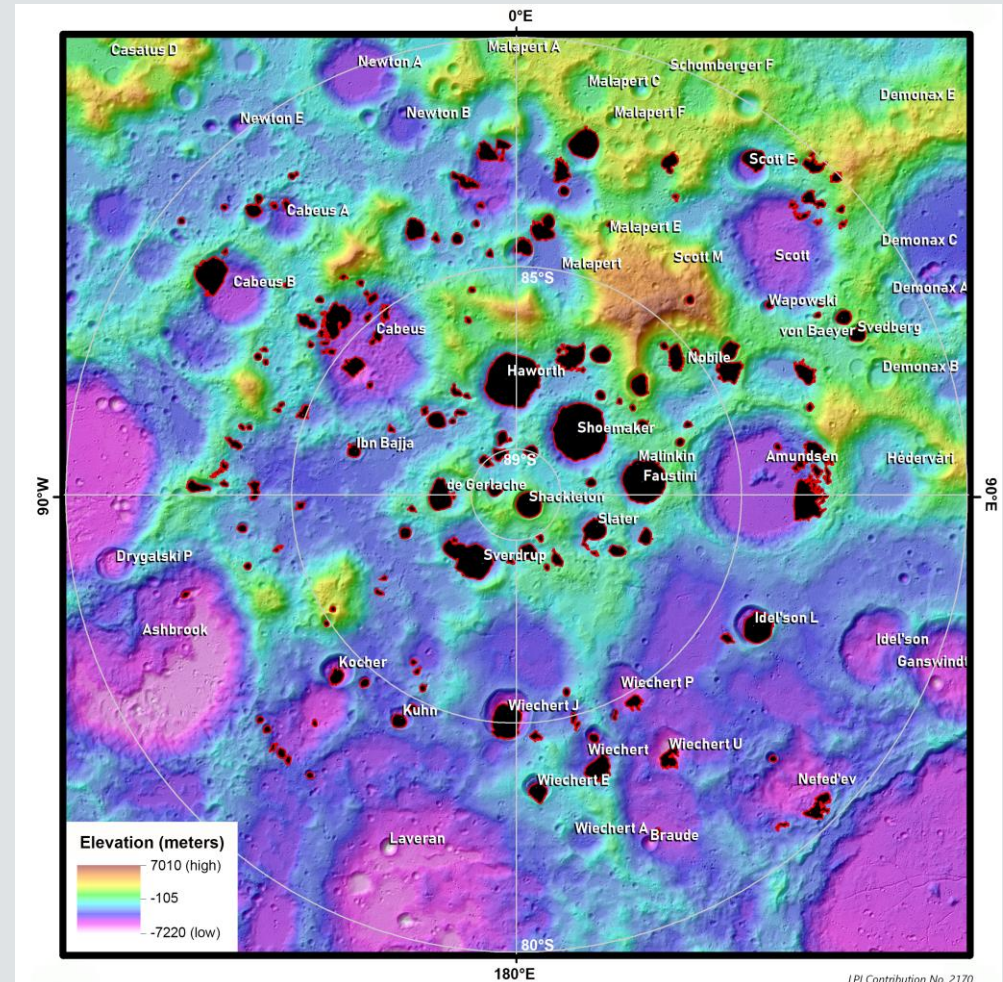 0°E
Casatus D
Newton A
Malapert A
Schomberger F
Malapert C
Demonax E
Newton E
Newton B
Malapert F
Scott E
Cabeus A
Malapert E
Demonax C
Malapert
Scott M
Scott
85°S
Cabeus B
Demonax A
Wapowski
Cabeus
von Baeyer
Svedberg
Nobile
Haworth
Demonax B
Shoemaker
Ibn Bajja
89°S
Malinkin
Amundsen
Hédervári
Faustini
90°W
de Gerlache
Shackleton
90°E
Slater
Drygalski P
Sverdrup
Idel'son L
Ashbrook
Idel'son
Kocher
Ganswindt
Wiechert P
Kuhn
Wiechert J
Wiechert
Wiechert U
Wiechert E
Nefed'ev
Laveran
Wiechert A
Braude
Elevation (meters)
7010 (high)
-105
-7220 (low)
80°S
180°E
LPI Contribution No. 2170